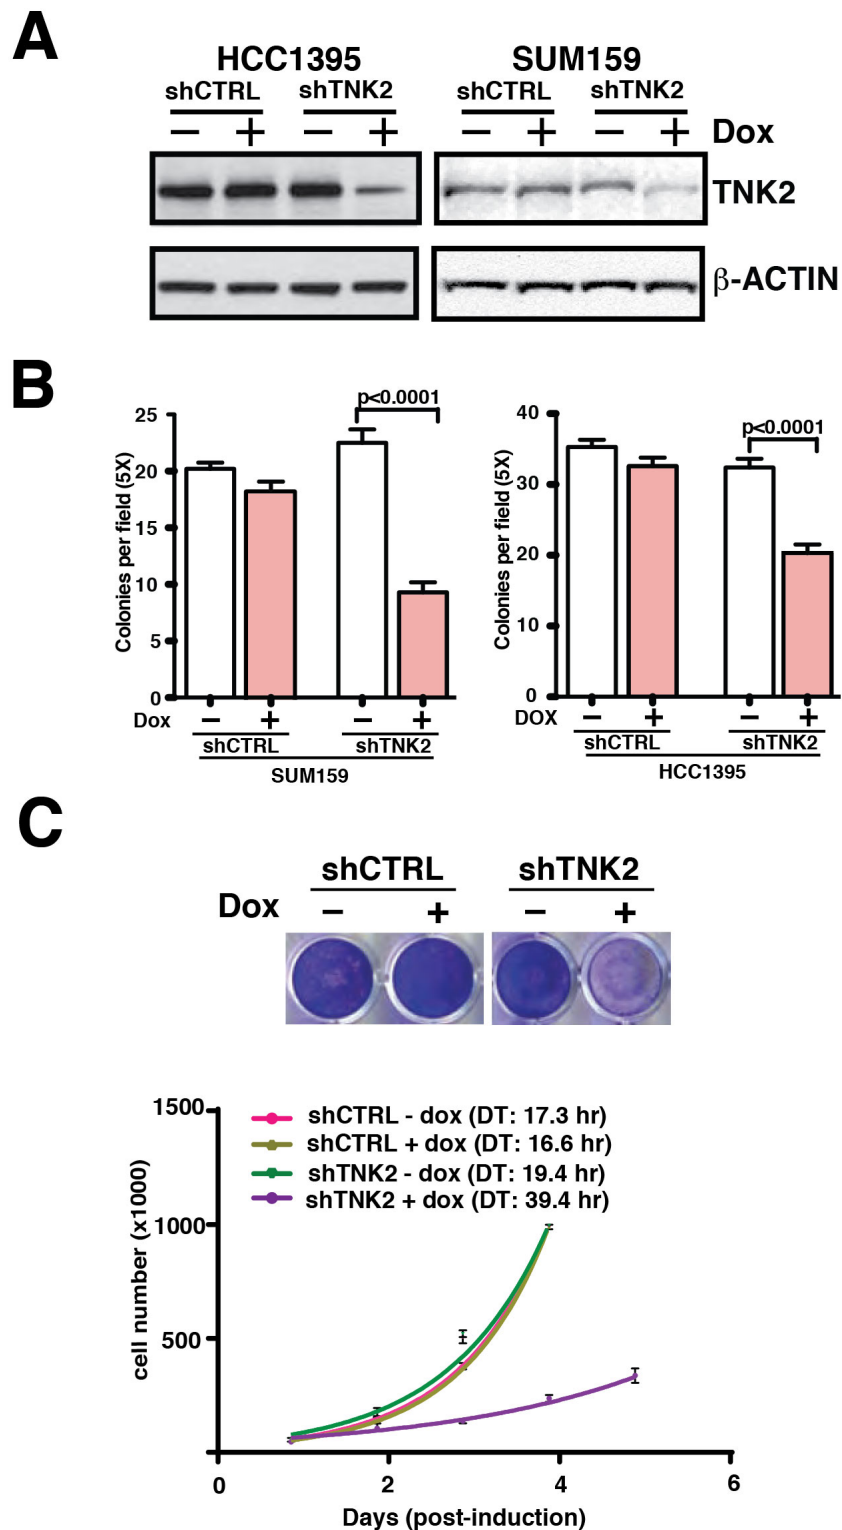 A
HCC1395 SUM159
shCTRL shTNK2 shCTRL shTNK2
− + − + − + − + Dox
TNK2
β-ACTIN
B
p<0.0001
25
20
15
10
5
0
Colonies per field (5X)
Dox − + − +
shCTRL shTNK2
SUM159
p<0.0001
40
30
20
10
0
Colonies per field (5X)
DOX − + − +
shCTRL shTNK2
HCC1395
C
shCTRL shTNK2
Dox − + − +
1500
1000
500
cell number (x1000)
shCTRL - dox (DT: 17.3 hr)
shCTRL + dox (DT: 16.6 hr)
shTNK2 - dox (DT: 19.4 hr)
shTNK2 + dox (DT: 39.4 hr)
0 2 4 6
Days (post-induction)